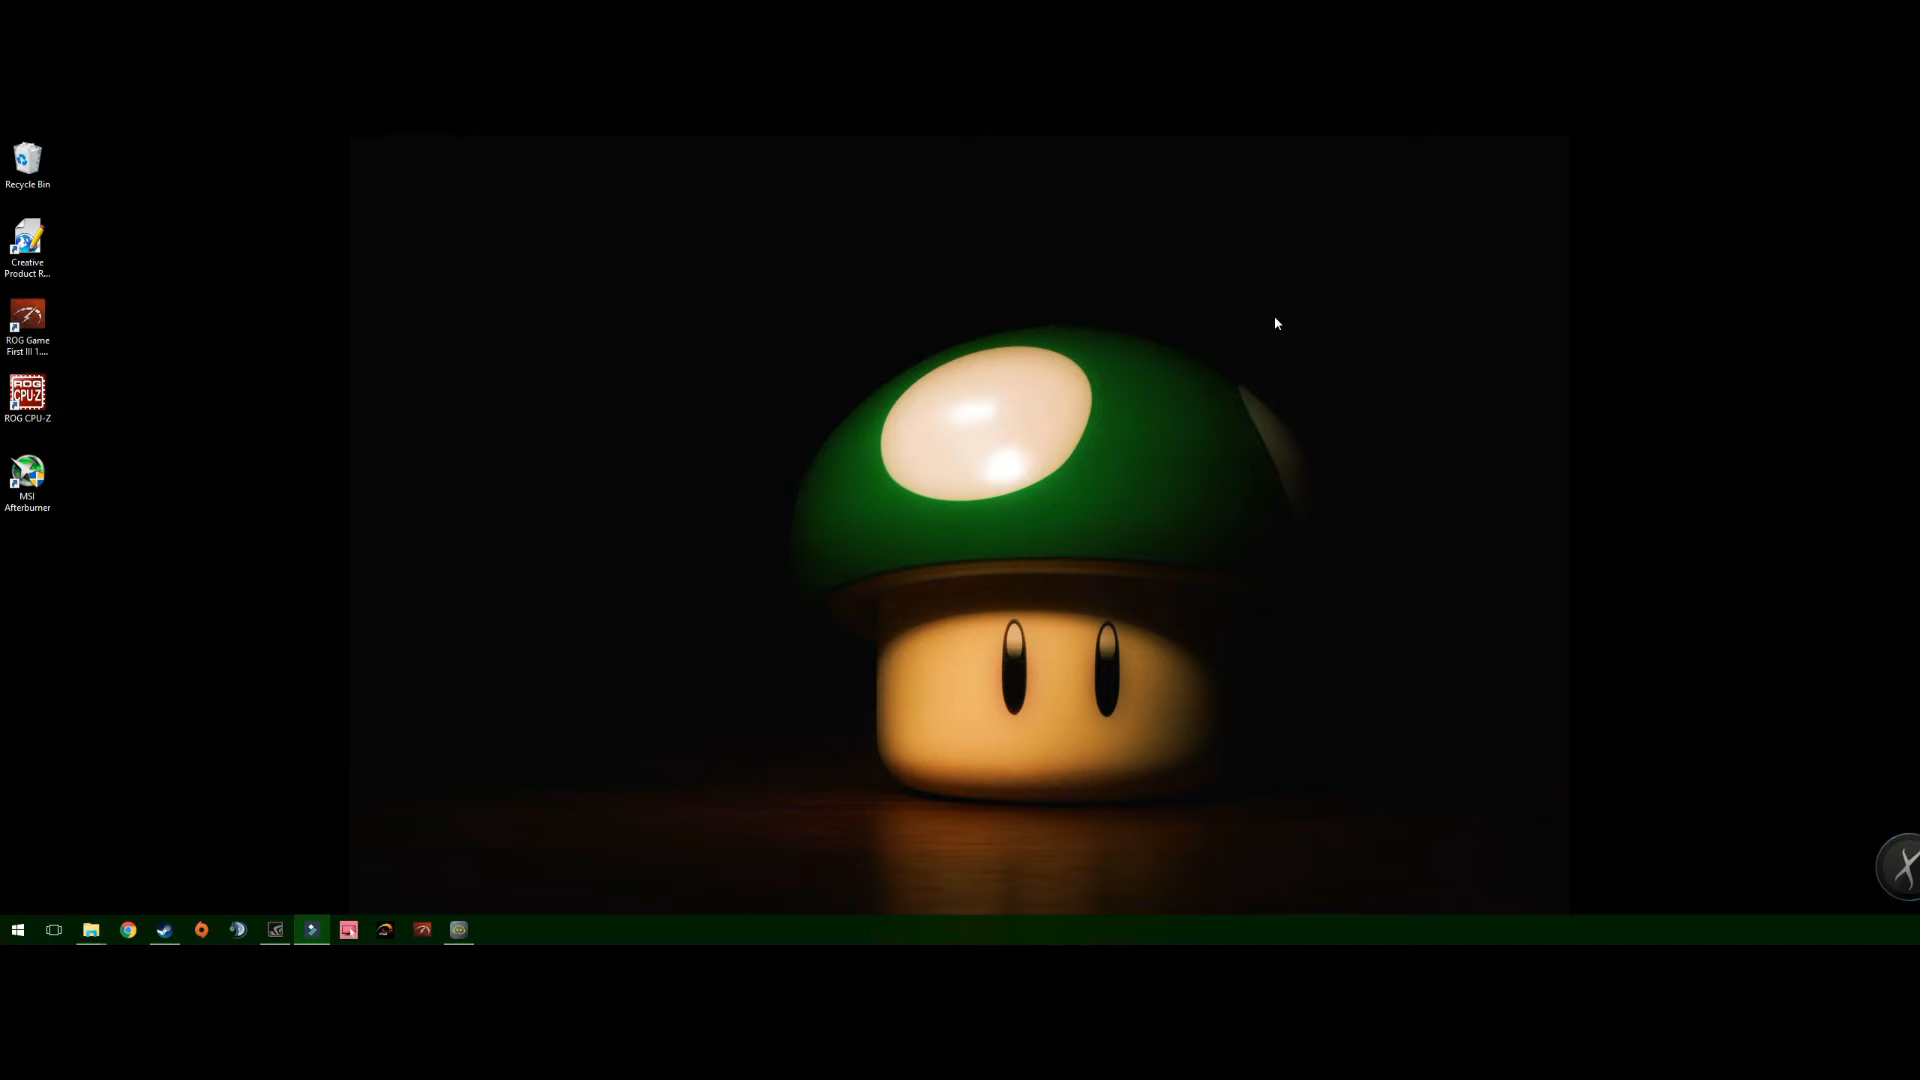 Recycle Bin
Creative
Product R...
ROG Game
First III 1....
ROG
CPU-Z
ROG CPU-Z
MSI
Afterburner